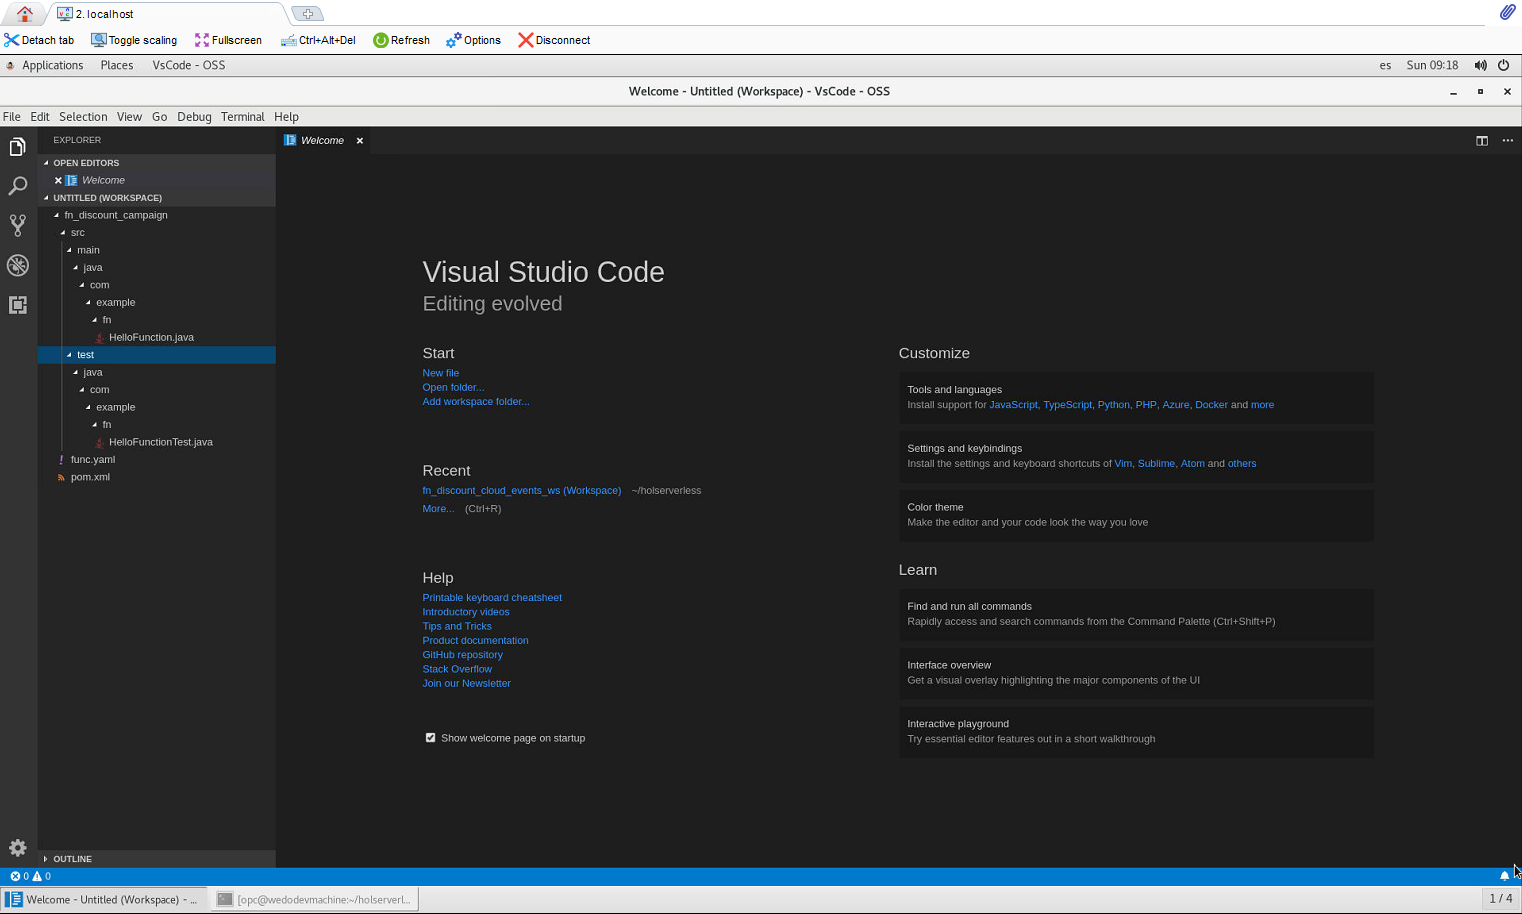 2. localhost
Detach tab Toggle scaling Fullscreen Ctrl+Alt+Del Refresh Options Disconnect
Applications Places VsCode - OSS es Sun 09:18
Welcome - Untitled (Workspace) - VsCode - OSS
File Edit Selection View Go Debug Terminal Help
EXPLORER
OPEN EDITORS
Welcome
UNTITLED (WORKSPACE)
fn_discount_campaign
src
main
java
com
example
fn
HelloFunction.java
test
java
com
example
fn
HelloFunctionTest.java
! func.yaml
pom.xml
OUTLINE
Welcome
Visual Studio Code
Editing evolved
Start
New file
Open folder...
Add workspace folder...
Recent
fn_discount_cloud_events_ws (Workspace) ~/holserverless
More... (Ctrl+R)
Help
Printable keyboard cheatsheet
Introductory videos
Tips and Tricks
Product documentation
GitHub repository
Stack Overflow
Join our Newsletter
Show welcome page on startup
Customize
Tools and languages
Install support for JavaScript, TypeScript, Python, PHP, Azure, Docker and more
Settings and keybindings
Install the settings and keyboard shortcuts of Vim, Sublime, Atom and others
Color theme
Make the editor and your code look the way you love
Learn
Find and run all commands
Rapidly access and search commands from the Command Palette (Ctrl+Shift+P)
Interface overview
Get a visual overlay highlighting the major components of the UI
Interactive playground
Try essential editor features out in a short walkthrough
0 0
Welcome - Untitled (Workspace) - ... [opc@wedodevmachine:~/holserverl... 1 / 4